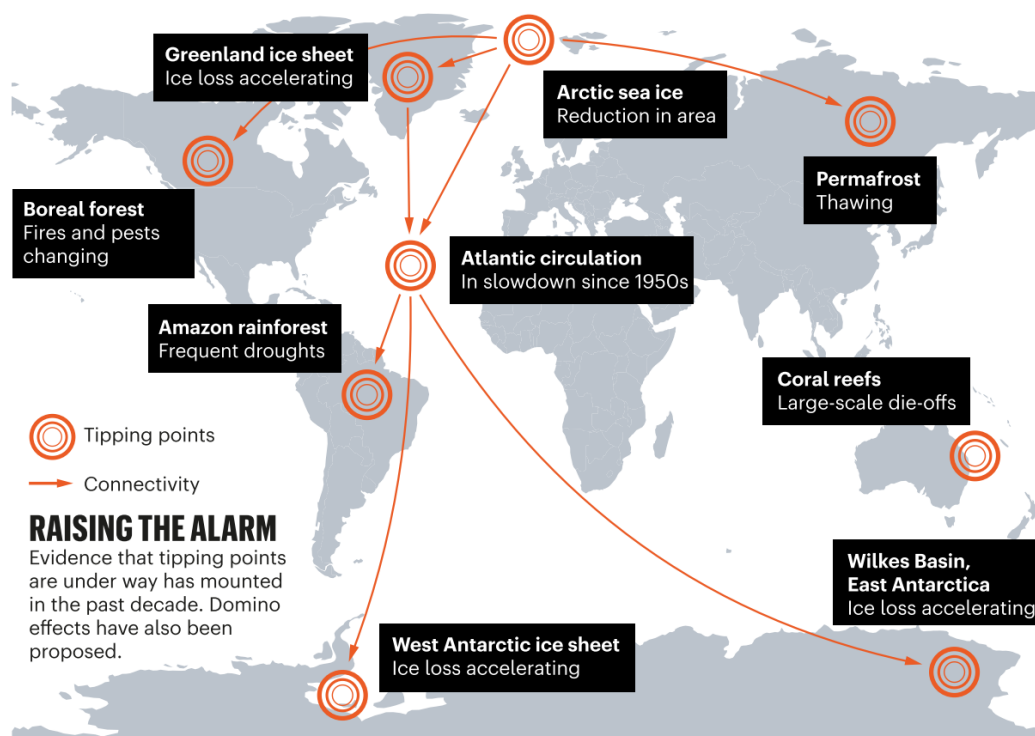 Greenland ice sheet
Ice loss accelerating
Arctic sea ice
Reduction in area
Permafrost
Thawing
Boreal forest
Fires and pests
changing
Atlantic circulation
In slowdown since 1950s
Amazon rainforest
Frequent droughts
Coral reefs
Large-scale die-offs
Tipping points
Connectivity
RAISING THE ALARM
Evidence that tipping points
are under way has mounted
in the past decade. Domino
effects have also been
proposed.
Wilkes Basin,
East Antarctica
Ice loss accelerating
West Antarctic ice sheet
Ice loss accelerating